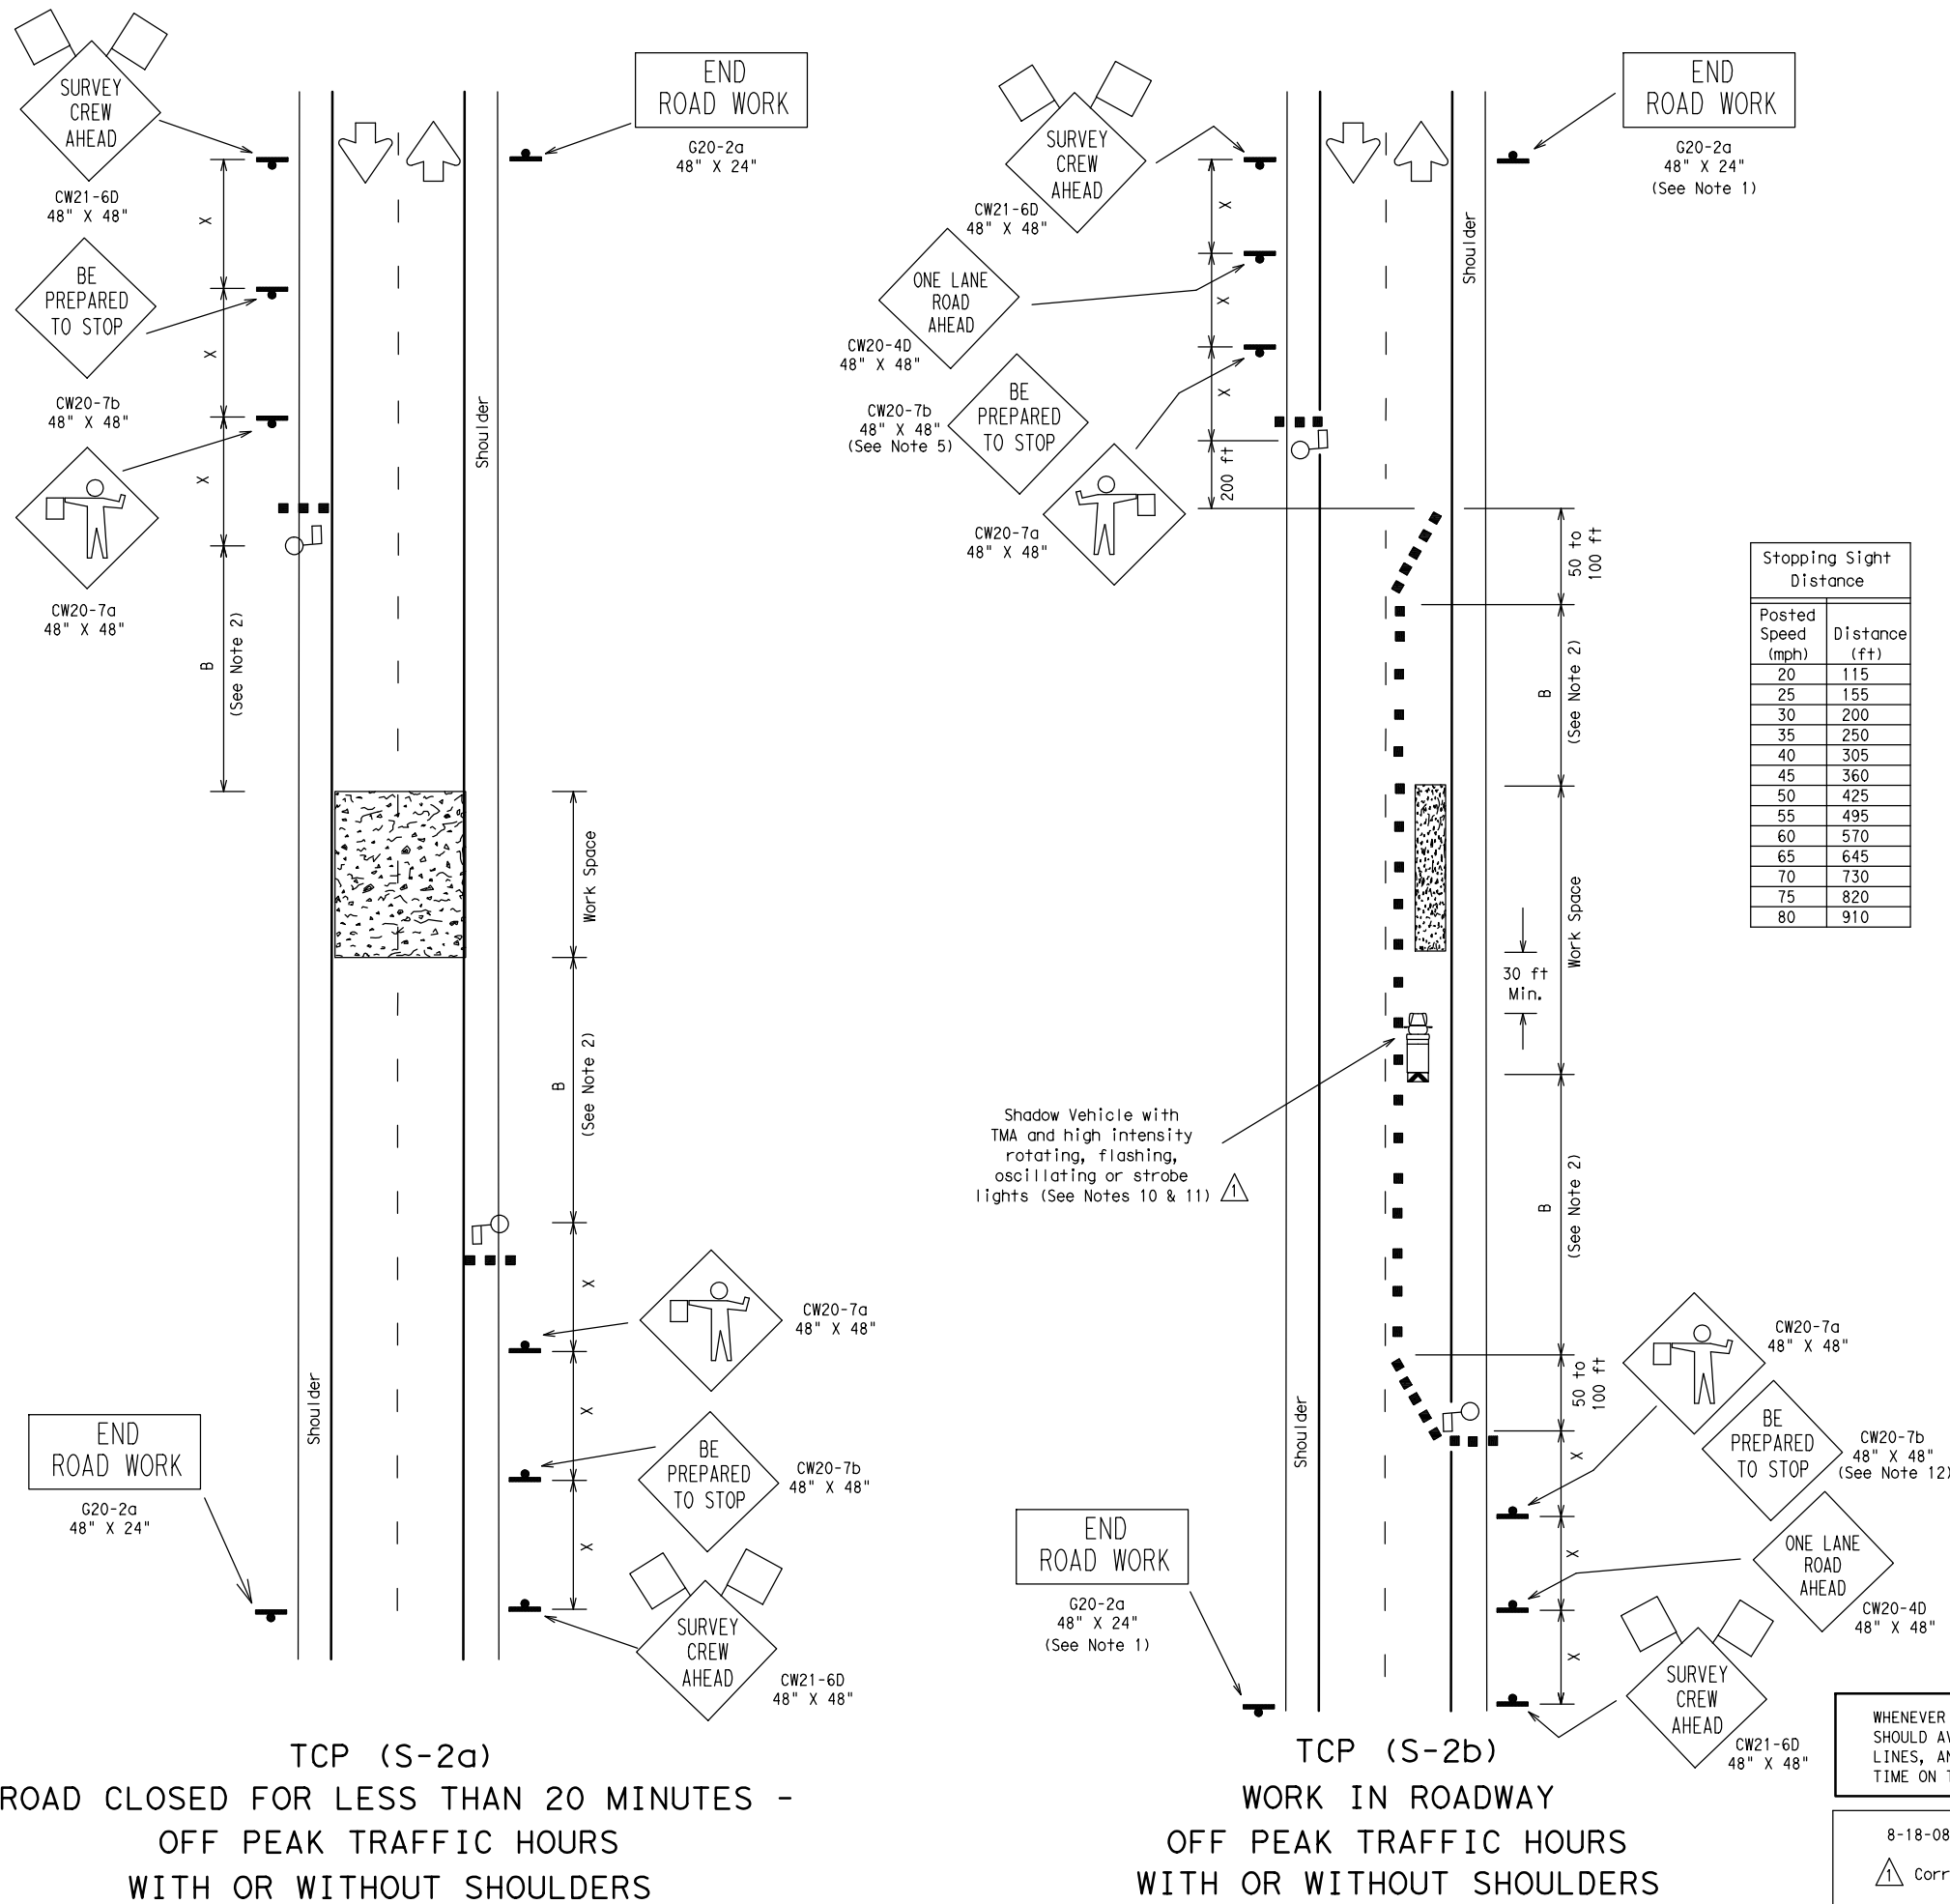 SURVEY
CREW
AHEAD
CW21-6D
48" X 48"
X
BE
PREPARED
TO STOP
CW20-7b
48" X 48"
X
CW20-7a
48" X 48"
X
B
(See Note 2)
END
ROAD WORK
G20-2a
48" X 24"
Shoulder
Work Space
B
(See Note 2)
X
CW20-7a
48" X 48"
X
BE
PREPARED
TO STOP
CW20-7b
48" X 48"
X
SURVEY
CREW
AHEAD
CW21-6D
48" X 48"
Shoulder
END
ROAD WORK
G20-2a
48" X 24"
TCP (S-2a)
ROAD CLOSED FOR LESS THAN 20 MINUTES -
OFF PEAK TRAFFIC HOURS
WITH OR WITHOUT SHOULDERS
SURVEY
CREW
AHEAD
CW21-6D
48" X 48"
X
ONE LANE
ROAD
AHEAD
CW20-4D
48" X 48"
X
BE
PREPARED
TO STOP
CW20-7b
48" X 48"
(See Note 5)
X
CW20-7a
48" X 48"
200 ft
END
ROAD WORK
G20-2a
48" X 24"
(See Note 1)
Shoulder
50 to
100 ft
B
(See Note 2)
Work Space
30 ft
Min.
Shadow Vehicle with
TMA and high intensity
rotating, flashing,
oscillating or strobe
lights (See Notes 10 & 11) 1
B
(See Note 2)
50 to
100 ft
CW20-7a
48" X 48"
X
BE
PREPARED
TO STOP
CW20-7b
48" X 48"
(See Note 12)
X
ONE LANE
ROAD
AHEAD
CW20-4D
48" X 48"
X
SURVEY
CREW
AHEAD
CW21-6D
48" X 48"
Shoulder
END
ROAD WORK
G20-2a
48" X 24"
(See Note 1)
TCP (S-2b)
WORK IN ROADWAY
OFF PEAK TRAFFIC HOURS
WITH OR WITHOUT SHOULDERS
Stopping Sight
Distance
Posted
Speed
(mph)
Distance
(ft)
20 115
25 155
30 200
35 250
40 305
45 360
50 425
55 495
60 570
65 645
70 730
75 820
80 910
WHENEVER
SHOULD
LINES,
TIME ON
8-18-08
1